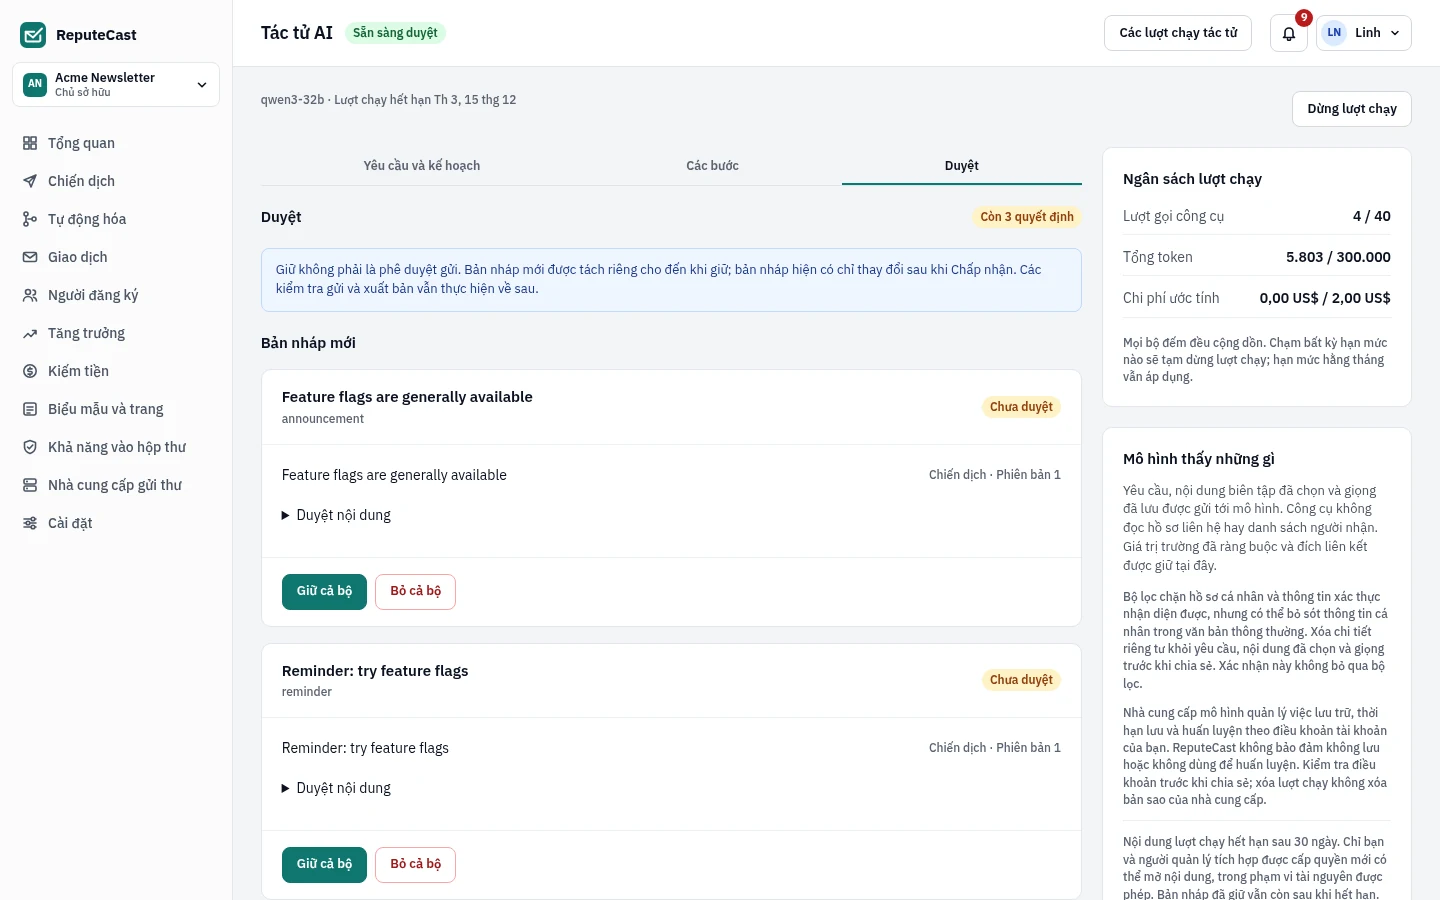 ReputeCast
AN
Acme Newsletter
Chủ sở hữu
Tổng quan
Chiến dịch
Tự động hóa
Giao dịch
Người đăng ký
Tăng trưởng
Kiếm tiền
Biểu mẫu và trang
Khả năng vào hộp thư
Nhà cung cấp gửi thư
Cài đặt
Tác tử AI
Sẵn sàng duyệt
Các lượt chạy tác tử
9
LN
Linh
qwen3-32b · Lượt chạy hết hạn Th 3, 15 thg 12
Dừng lượt chạy
Yêu cầu và kế hoạch
Các bước
Duyệt
Duyệt
Còn 3 quyết định
Giữ không phải là phê duyệt gửi. Bản nháp mới được tách riêng cho đến khi giữ; bản nháp hiện có chỉ thay đổi sau khi Chấp nhận. Các
kiểm tra gửi và xuất bản vẫn thực hiện về sau.
Bản nháp mới
Feature flags are generally available
announcement
Chưa duyệt
Feature flags are generally available
Chiến dịch · Phiên bản 1
Duyệt nội dung
Giữ cả bộ
Bỏ cả bộ
Reminder: try feature flags
reminder
Chưa duyệt
Reminder: try feature flags
Chiến dịch · Phiên bản 1
Duyệt nội dung
Giữ cả bộ
Bỏ cả bộ
Ngân sách lượt chạy
Lượt gọi công cụ
4 / 40
Tổng token
5.803 / 300.000
Chi phí ước tính
0,00 US$ / 2,00 US$
Mọi bộ đếm đều cộng dồn. Chạm bất kỳ hạn mức
nào sẽ tạm dừng lượt chạy; hạn mức hằng tháng
vẫn áp dụng.
Mô hình thấy những gì
Yêu cầu, nội dung biên tập đã chọn và giọng
đã lưu được gửi tới mô hình. Công cụ không
đọc hồ sơ liên hệ hay danh sách người nhận.
Giá trị trường đã ràng buộc và đích liên kết
được giữ tại đây.
Bộ lọc chặn hồ sơ cá nhân và thông tin xác thực
nhận diện được, nhưng có thể bỏ sót thông tin cá
nhân trong văn bản thông thường. Xóa chi tiết
riêng tư khỏi yêu cầu, nội dung đã chọn và giọng
trước khi chia sẻ. Xác nhận này không bỏ qua bộ
lọc.
Nhà cung cấp mô hình quản lý việc lưu trữ, thời
hạn lưu và huấn luyện theo điều khoản tài khoản
của bạn. ReputeCast không bảo đảm không lưu
hoặc không dùng để huấn luyện. Kiểm tra điều
khoản trước khi chia sẻ; xóa lượt chạy không xóa
bản sao của nhà cung cấp.
Nội dung lượt chạy hết hạn sau 30 ngày. Chỉ bạn
và người quản lý tích hợp được cấp quyền mới có
thể mở nội dung, trong phạm vi tài nguyên được
phép. Bản nháp đã giữ vẫn còn sau khi hết hạn.